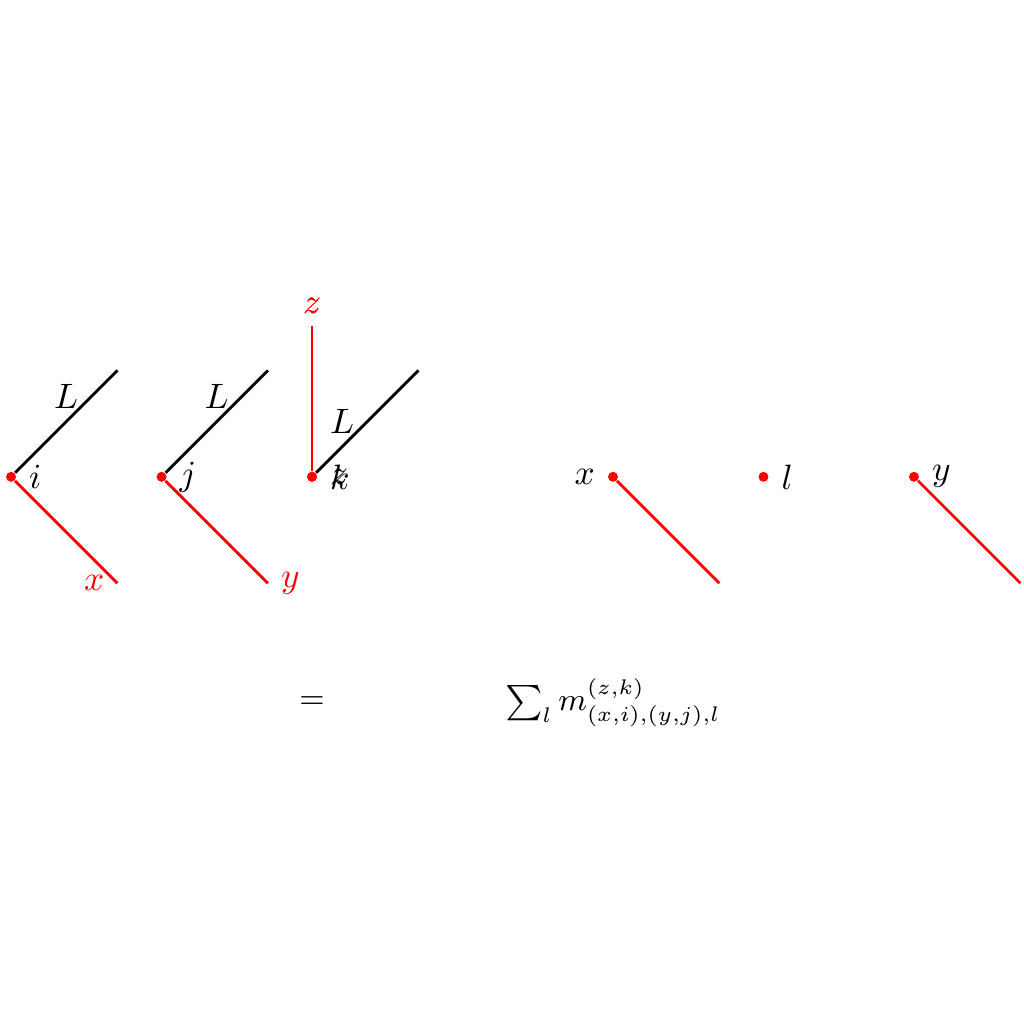 z
L L L
i j k z x l y
x y
= ∑_l m^{(z,k)}_{(x,i),(y,j),l}